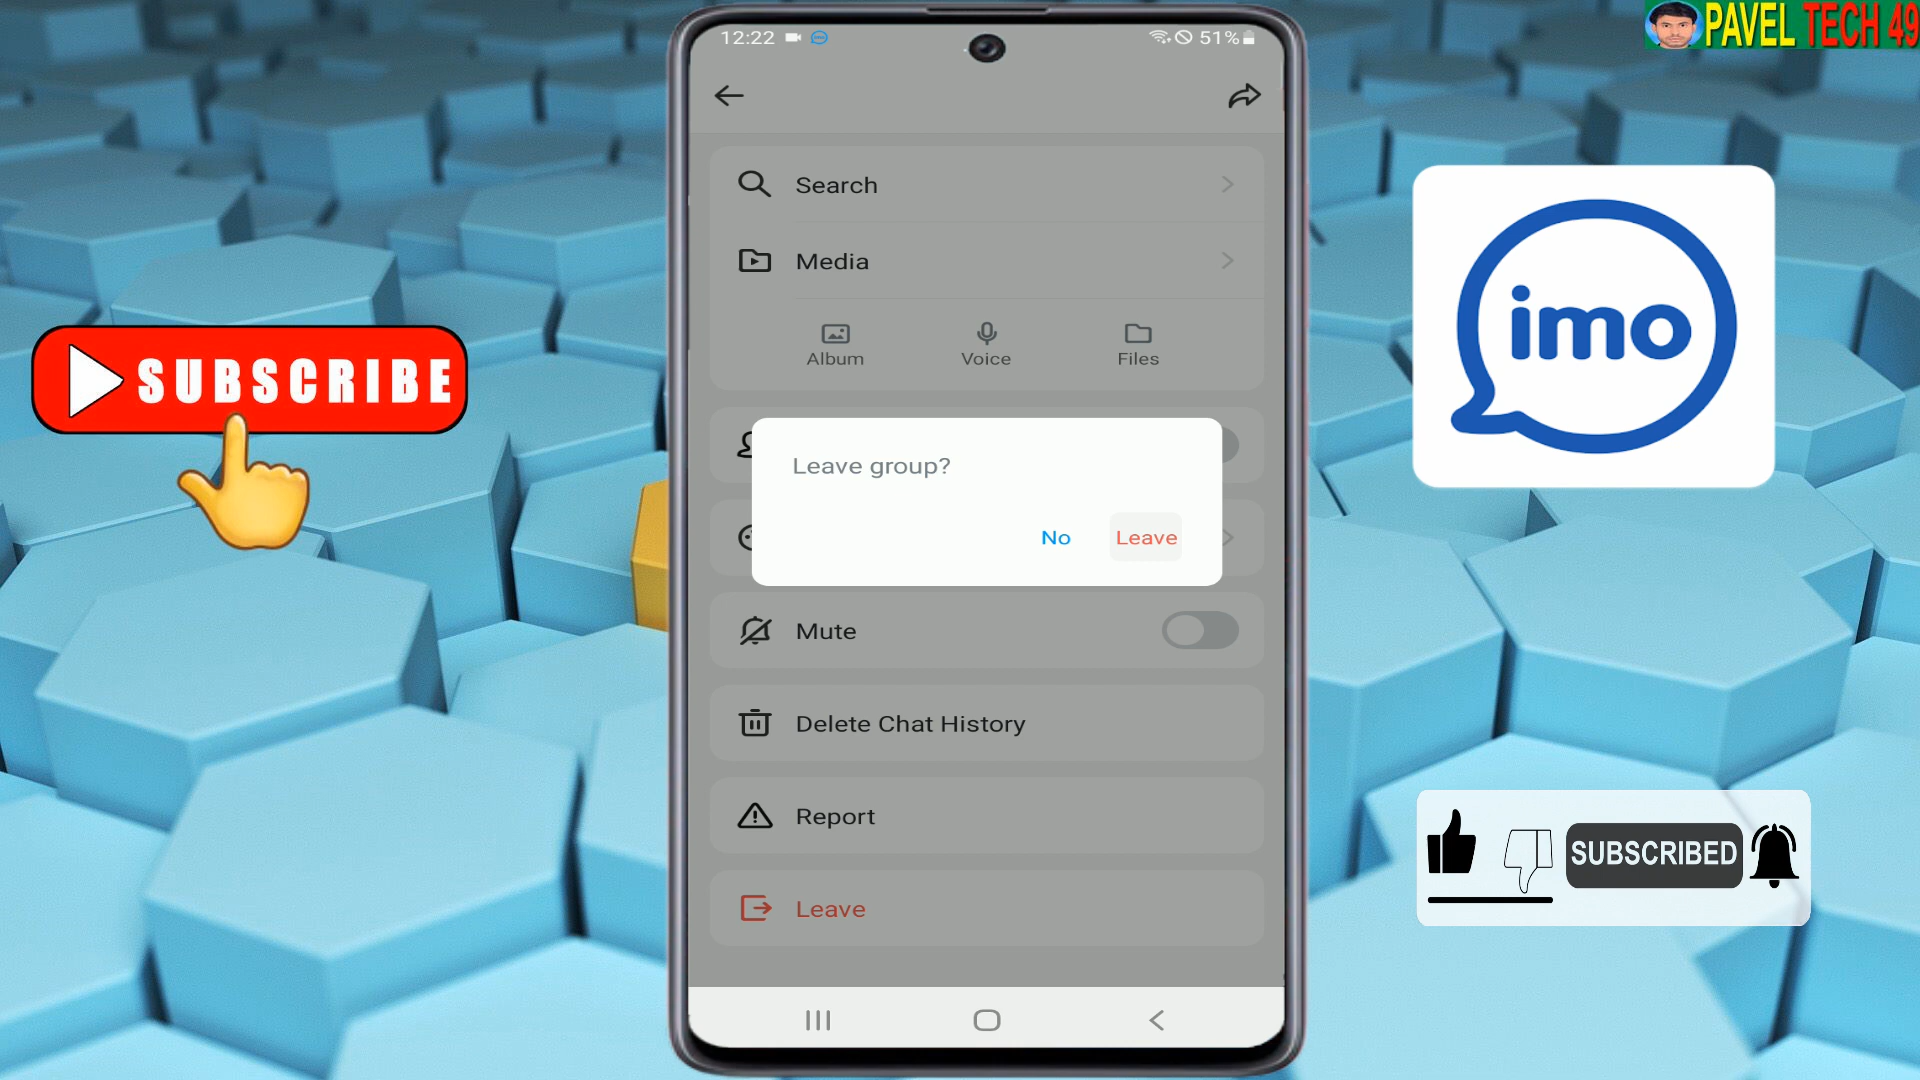 PAVEL TECH 49
12:22
51%
Search
Media
Album
Voice
Files
Leave group?
No
Leave
Mute
Delete Chat History
Report
Leave
SUBSCRIBE
imo
SUBSCRIBED